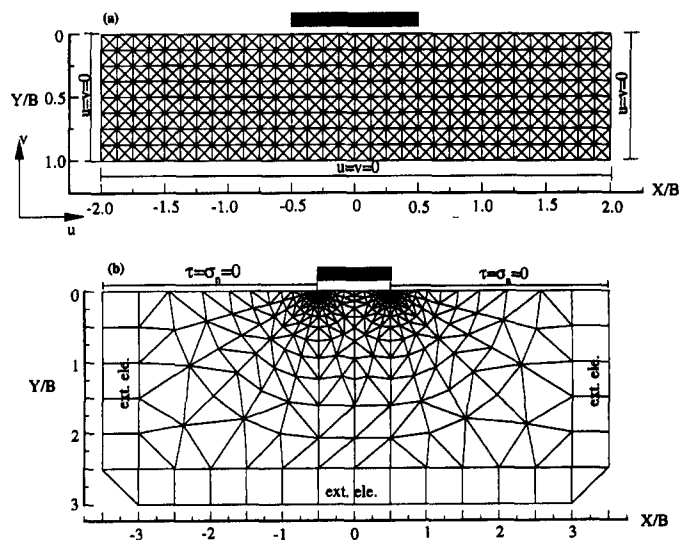 (a)
0
0.5
1.0
Y/B
v
u
u=v=0
u=v=0
u=v=0
-2.0 -1.5 -1.0 -0.5 0.0 0.5 1.0 1.5 2.0
X/B
(b)
τ=σn=0
τ=σn=0
0
1
2
3
Y/B
ext. ele.
ext. ele.
ext. ele.
-3 -2 -1 0 1 2 3
X/B